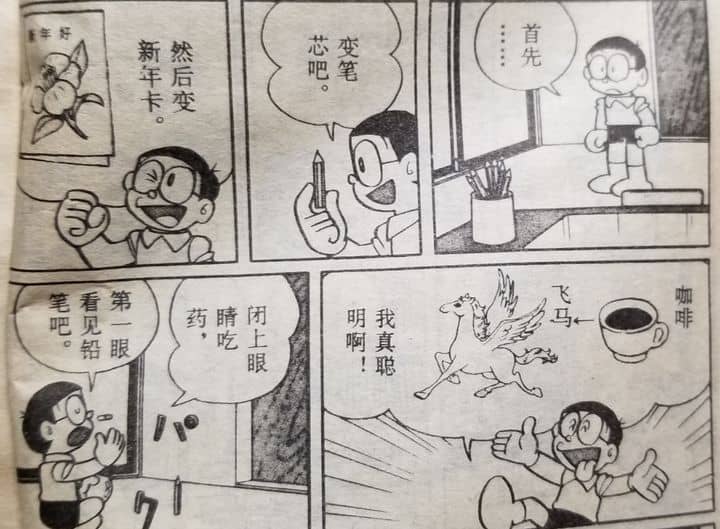 首先
……
变笔
芯吧。
然后变
新年卡。
新年好
咖啡
←
飞马
我真聪
明啊！
闭上眼
睛吃
药，
第一眼
看见铅
笔吧。
パ
ク